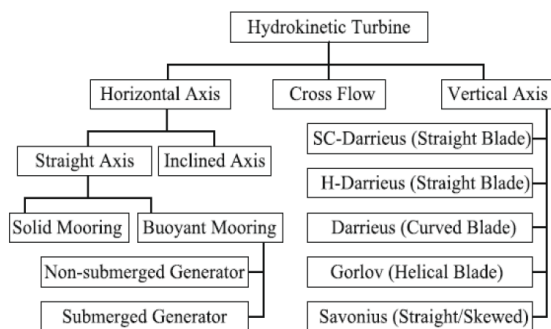 Hydrokinetic Turbine
Horizontal Axis
Cross Flow
Vertical Axis
Straight Axis
Inclined Axis
SC-Darrieus (Straight Blade)
H-Darrieus (Straight Blade)
Solid Mooring
Buoyant Mooring
Darrieus (Curved Blade)
Non-submerged Generator
Gorlov (Helical Blade)
Submerged Generator
Savonius (Straight/Skewed)